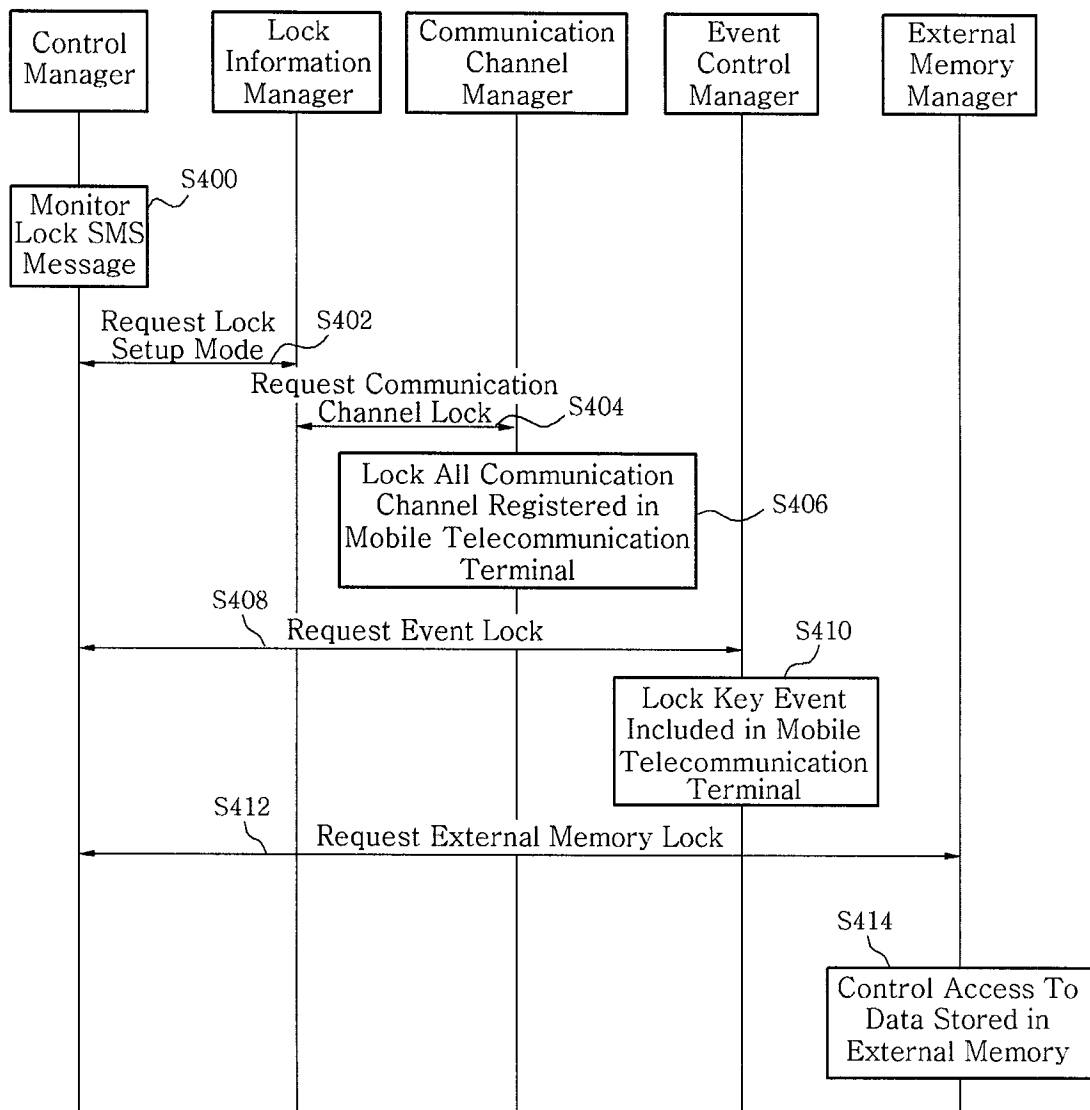 Control
Manager
Lock
Information
Manager
Communication
Channel
Manager
Event
Control
Manager
External
Memory
Manager
S400
Monitor
Lock SMS
Message
Request Lock
Setup Mode
S402
Request Communication
Channel Lock
S404
Lock All Communication
Channel Registered in
Mobile Telecommunication
Terminal
S406
S408
Request Event Lock
S410
Lock Key Event
Included in Mobile
Telecommunication
Terminal
S412
Request External Memory Lock
S414
Control Access To
Data Stored in
External Memory